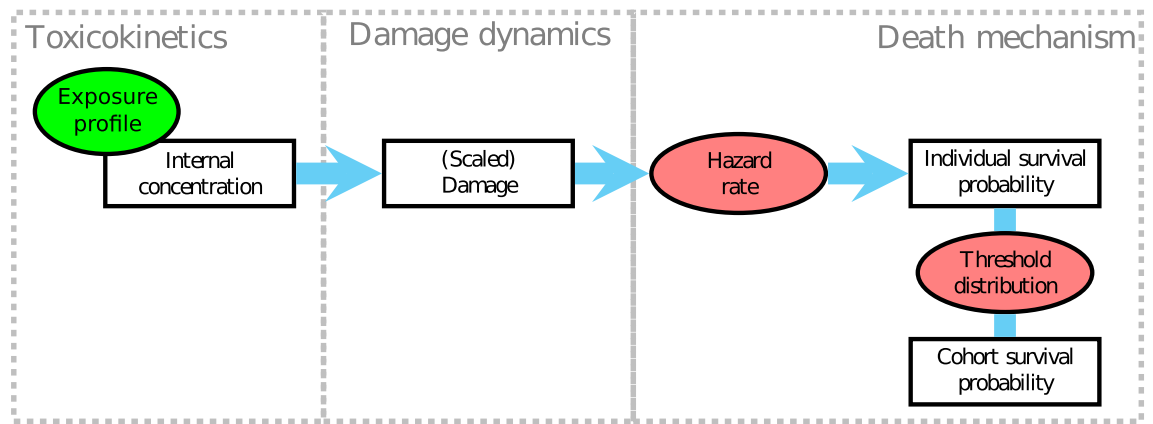 Toxicokinetics
Damage dynamics
Death mechanism
Exposure
profile
Internal
concentration
(Scaled)
Damage
Hazard
rate
Individual survival
probability
Threshold
distribution
Cohort survival
probability